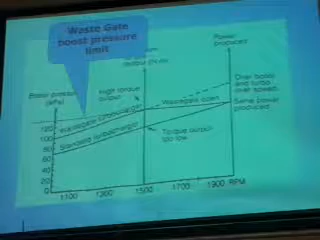 Waste Gate
boost pressure
limit
Power
produced
Boost pressure
(kPa)
High torque
output
Wastegate open
Over boost
and turbo
over speed.
Same power
produced.
Wastegate turbocharger
Standard turbocharger
Torque output
too low
120
100
80
60
40
20
0
1100 1300 1500 1700 1900 RPM